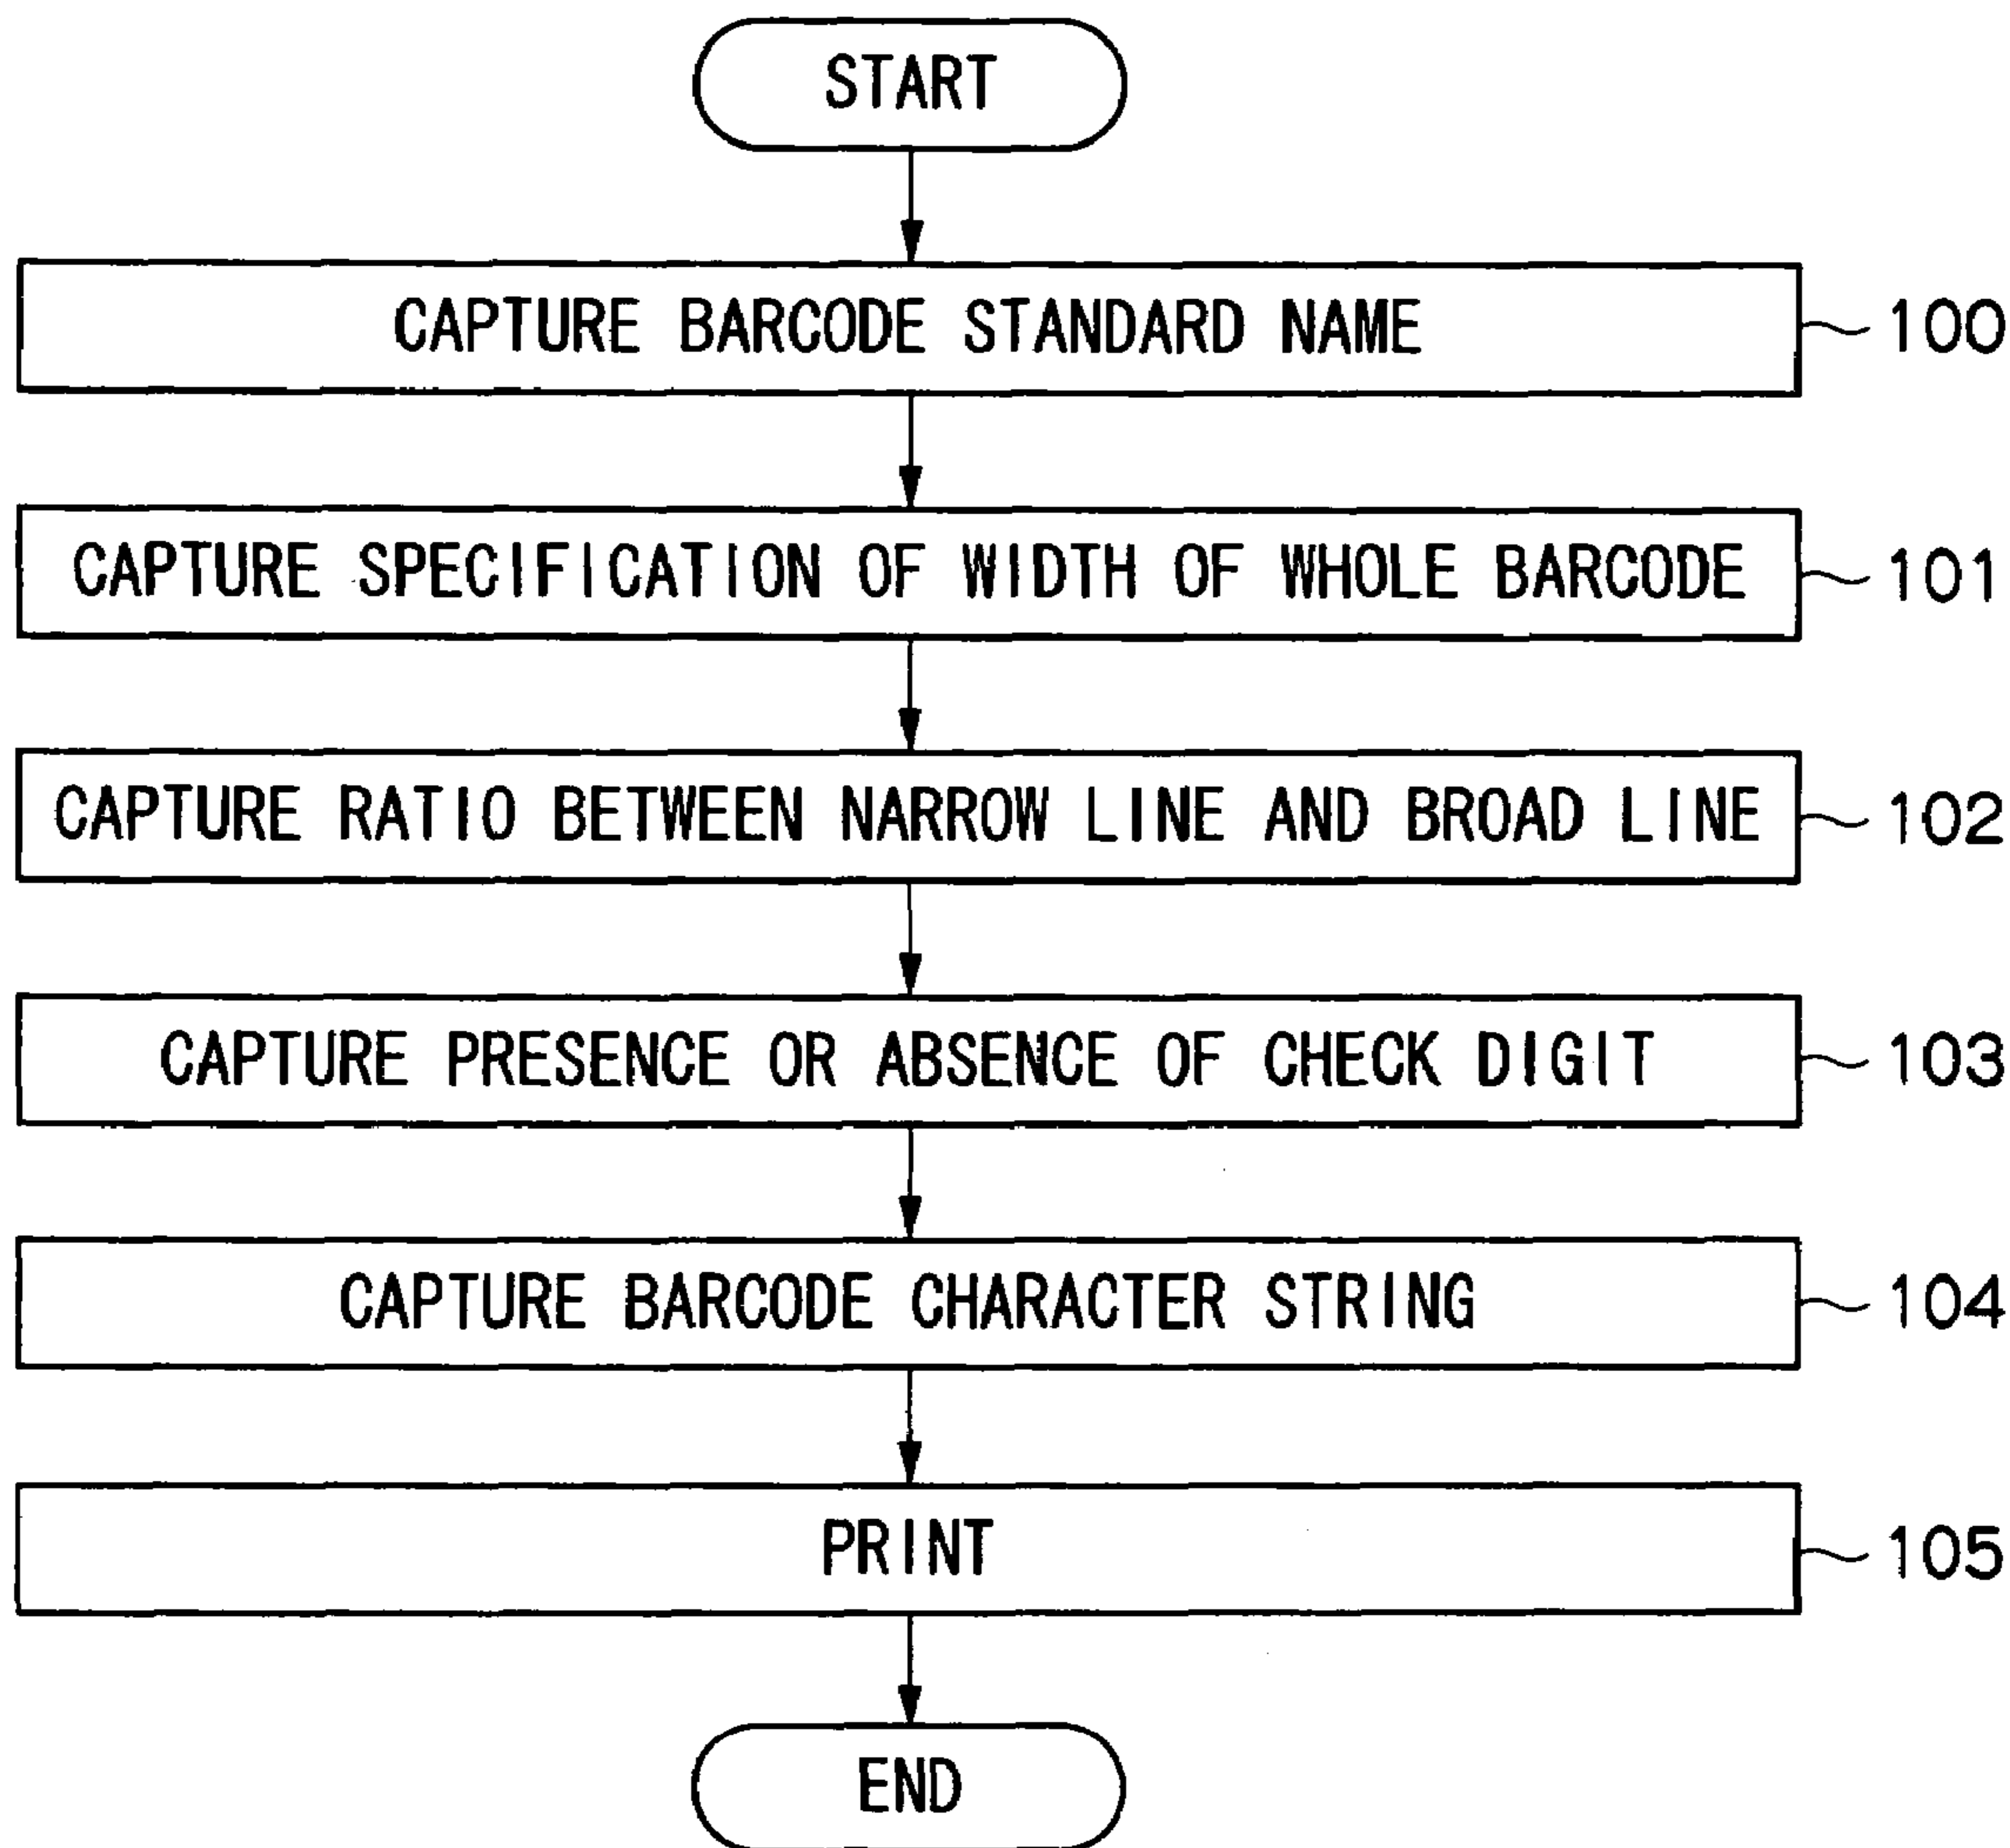 START
CAPTURE BARCODE STANDARD NAME 100
CAPTURE SPECIFICATION OF WIDTH OF WHOLE BARCODE 101
CAPTURE RATIO BETWEEN NARROW LINE AND BROAD LINE 102
CAPTURE PRESENCE OR ABSENCE OF CHECK DIGIT 103
CAPTURE BARCODE CHARACTER STRING 104
PRINT 105
END